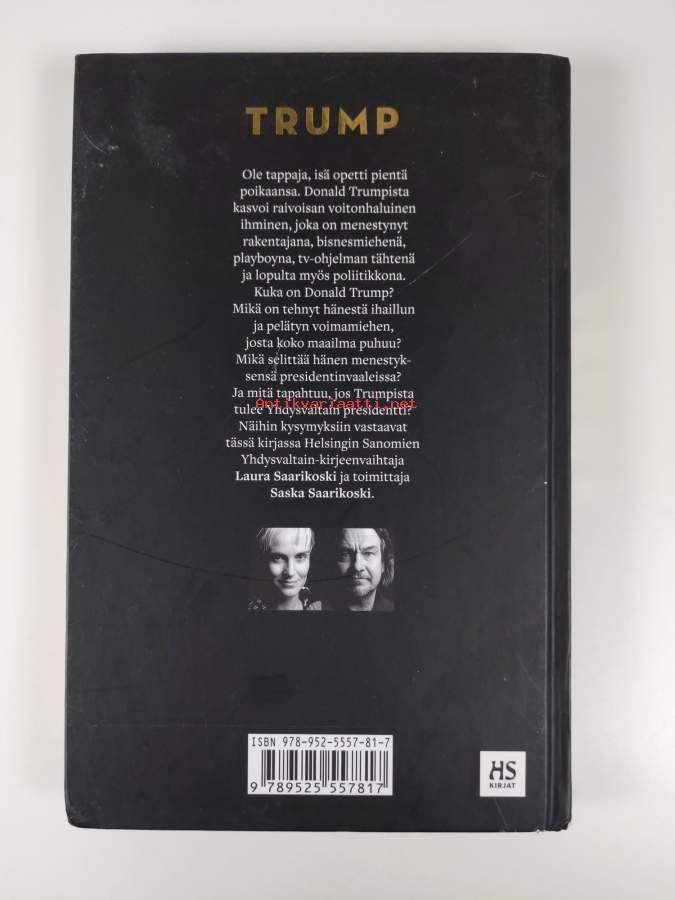 TRUMP
Ole tappaja, isä opetti pientä
poikaansa. Donald Trumpista
kasvoi raivoisan voitonhaluinen
ihminen, joka on menestynyt
rakentajana, bisnesmiehenä,
playboyna, tv-ohjelman tähtenä
ja lopulta myös poliitikkona.
Kuka on Donald Trump?
Mikä on tehnyt hänestä ihaillun
ja pelätyn voimamiehen,
josta koko maailma puhuu?
Mikä selittää hänen menestyk-
sensä presidentinvaaleissa?
Ja mitä tapahtuu, jos Trumpista
Antikvariaatti.net
tulee Yhdysvaltain presidentti?
Näihin kysymyksiin vastaavat
tässä kirjassa Helsingin Sanomien
Yhdysvaltain-kirjeenvaihtaja
Laura Saarikoski ja toimittaja
Saska Saarikoski.
ISBN 978-952-5557-81-7
9 789525 557817
HS
KIRJAT